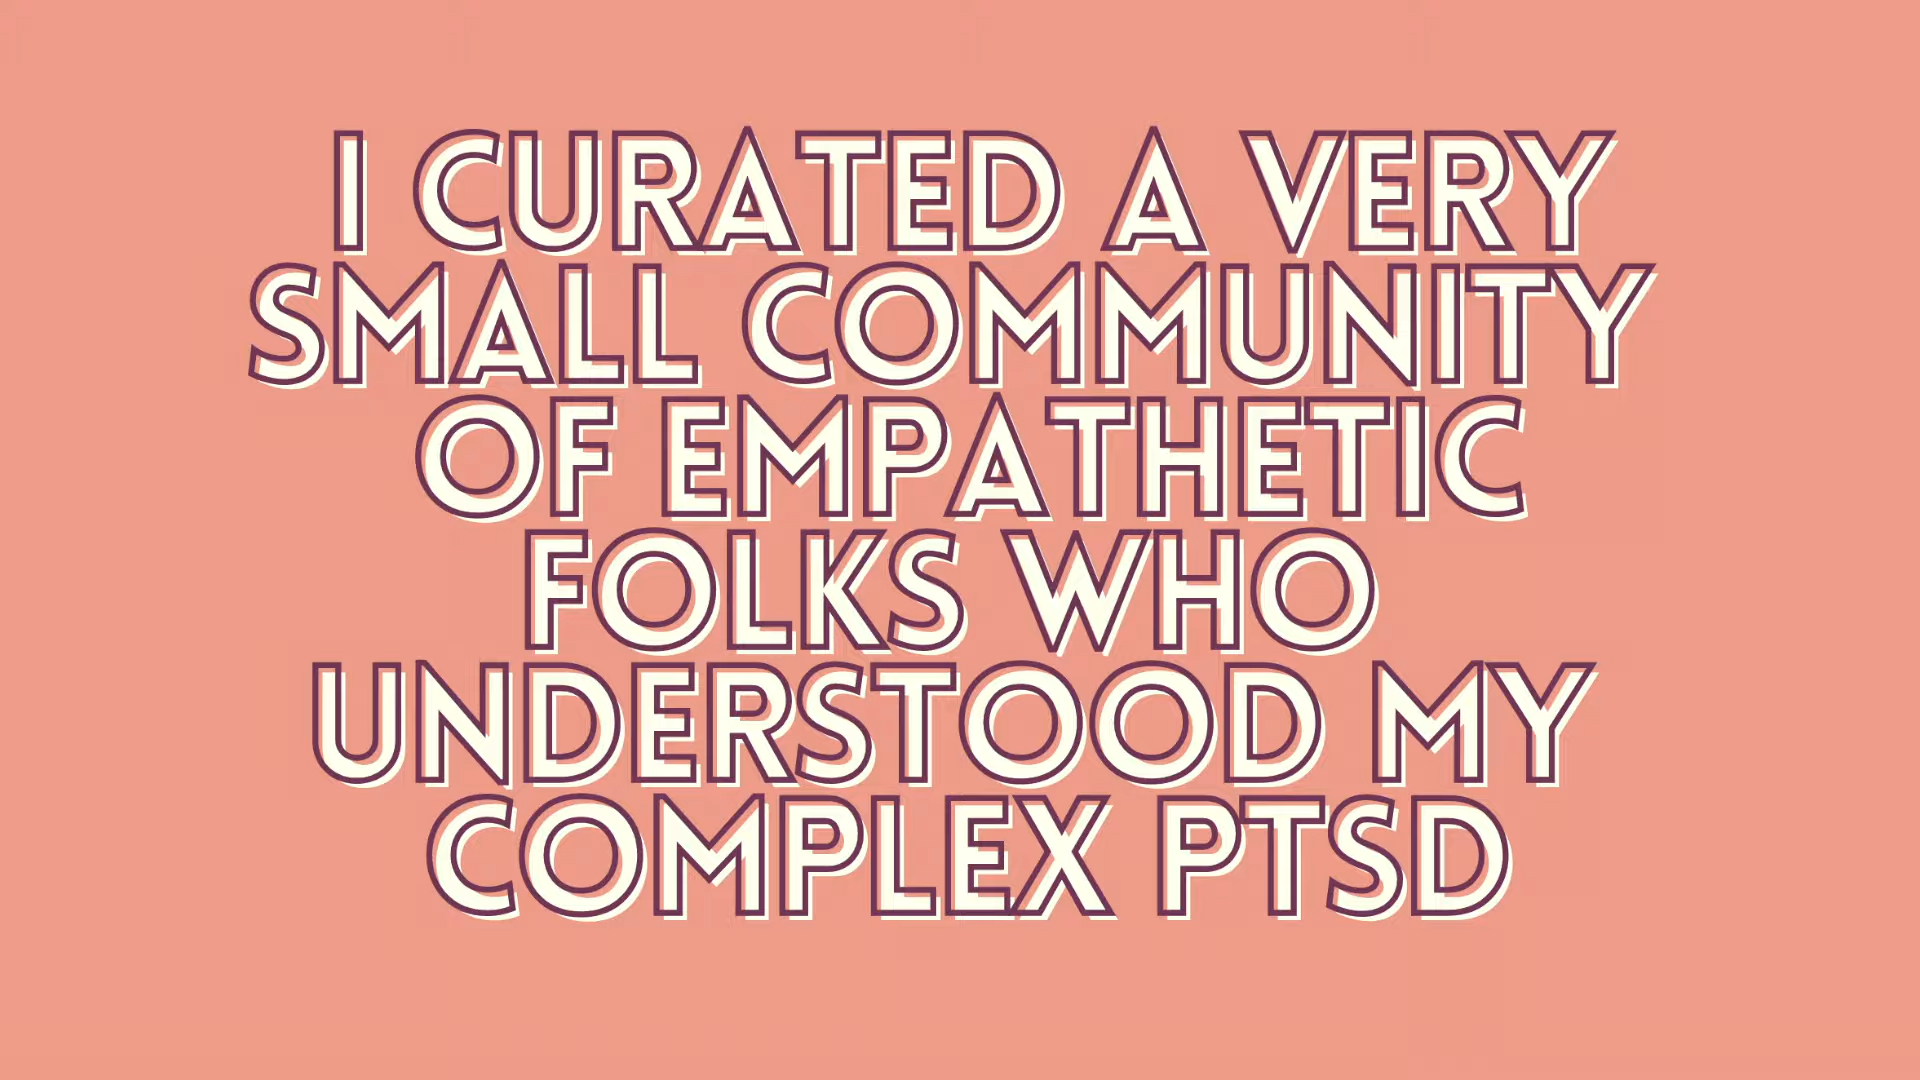 I CURATED A VERY
SMALL COMMUNITY
OF EMPATHETIC
FOLKS WHO
UNDERSTOOD MY
COMPLEX PTSD